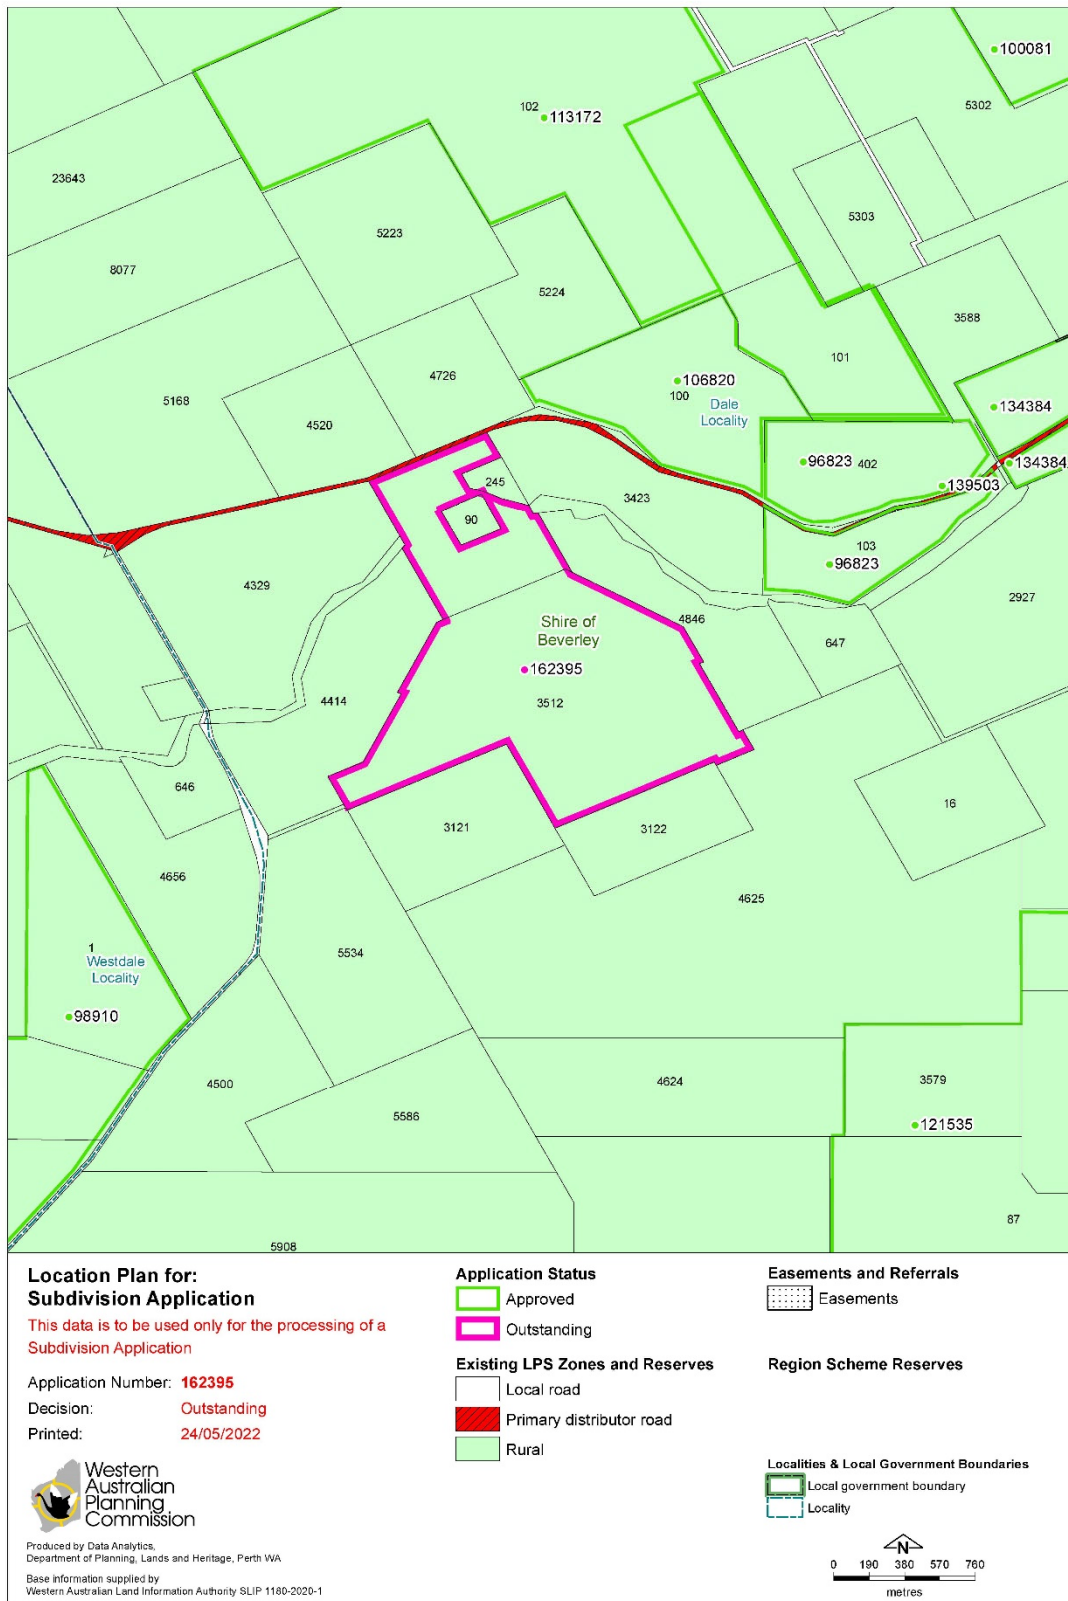 100081
5302
102
113172
23643
5303
5223
8077
5224
3588
101
4726
106820
100
5168
Dale
Locality
134384
4520
96823
402
134384
245
139503
3423
90
103
96823
4329
2927
4846
Shire of
Beverley
647
162395
4414
3512
646
16
3121
3122
4656
4625
1
Westdale
Locality
5534
98910
4500
4624
3579
5586
121535
87
5908
Location Plan for:
Subdivision Application
This data is to be used only for the processing of a
Subdivision Application
Application Number: 162395
Decision: Outstanding
Printed: 24/05/2022
Western
Australian
Planning
Commission
Produced by Data Analytics,
Department of Planning, Lands and Heritage, Perth WA
Base information supplied by
Western Australian Land Information Authority SLIP 1180-2020-1
Application Status
Approved
Outstanding
Existing LPS Zones and Reserves
Local road
Primary distributor road
Rural
Easements and Referrals
Easements
Region Scheme Reserves
Localities & Local Government Boundaries
Local government boundary
Locality
N
0 190 380 570 760
metres